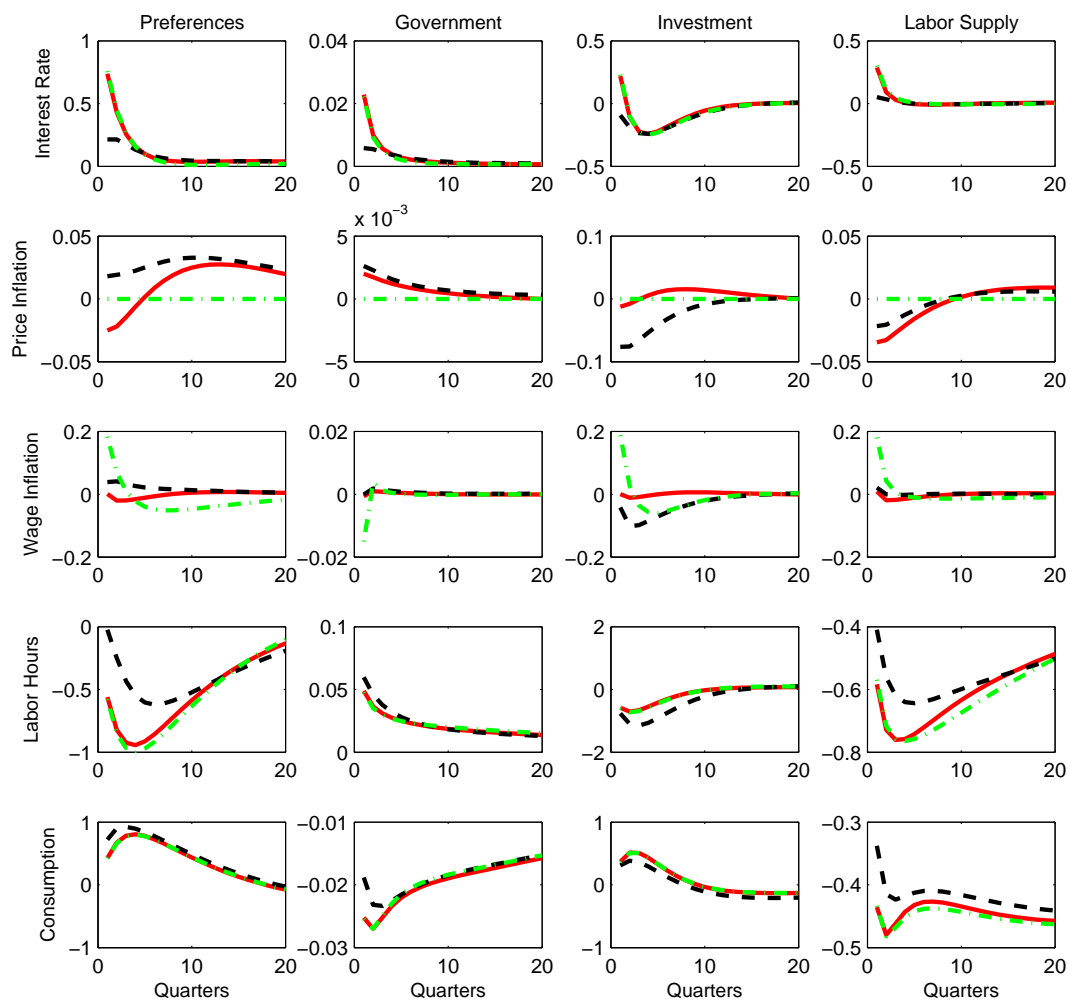 Preferences Government Investment Labor Supply
1 0.04 0.5 0.5
Interest Rate 0.5 0.02 0 0
0 0 −0.5 −0.5
0 10 20 0 10 20 0 10 20 0 10 20
x 10−3
0.05 5 0.1 0.05
Price Inflation 0 0 0 0
−0.05 −5 −0.1 −0.05
0 10 20 0 10 20 0 10 20 0 10 20
0.2 0.02 0.2 0.2
Wage Inflation 0 0 0 0
−0.2 −0.02 −0.2 −0.2
0 10 20 0 10 20 0 10 20 0 10 20
0 0.1 2 −0.4
Labor Hours −0.5 0.05 0 −0.6
−1 0 −2 −0.8
0 10 20 0 10 20 0 10 20 0 10 20
1 −0.01 1 −0.3
Consumption 0 −0.02 0 −0.4
−1 −0.03 −1 −0.5
0 10 20 0 10 20 0 10 20 0 10 20
Quarters Quarters Quarters Quarters